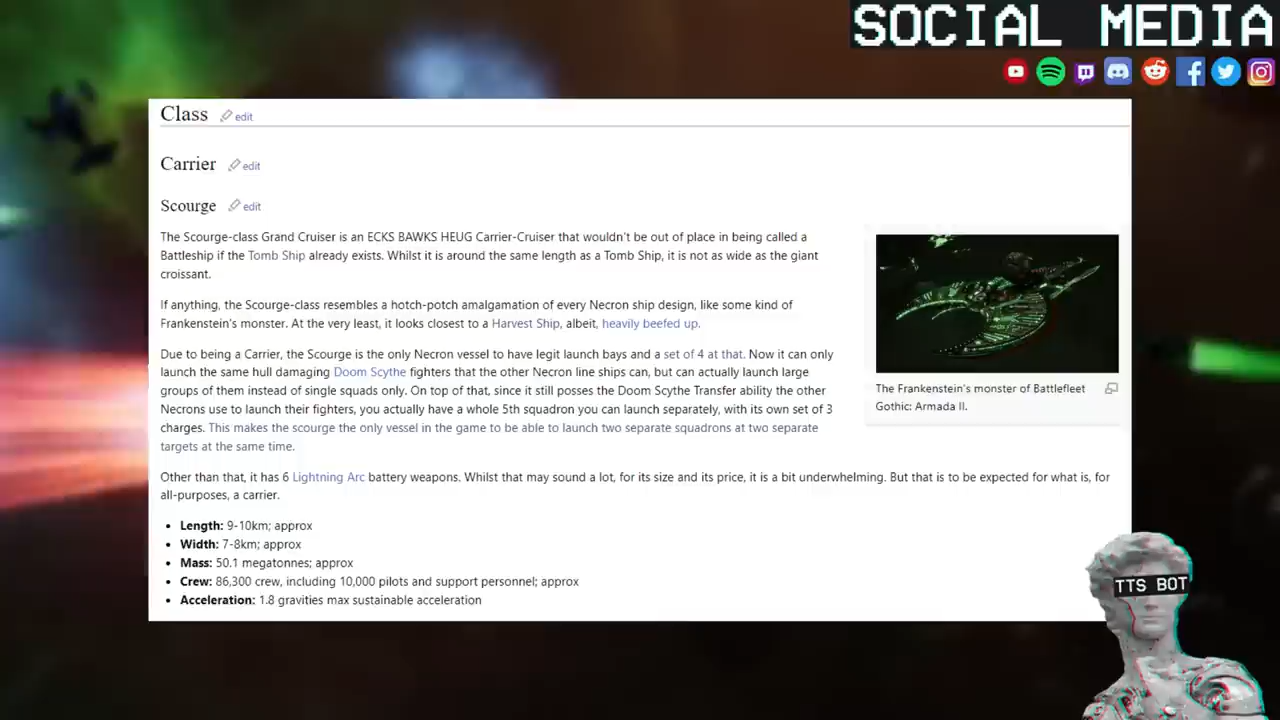 SOCIAL MEDIA
Class edit
Carrier edit
Scourge edit
The Scourge-class Grand Cruiser is an ECKS BAWKS HEUG Carrier-Cruiser that wouldn't be out of place in being called a
Battleship if the Tomb Ship already exists. Whilst it is around the same length as a Tomb Ship, it is not as wide as the giant
croissant.
If anything, the Scourge-class resembles a hotch-potch amalgamation of every Necron ship design, like some kind of
Frankenstein's monster. At the very least, it looks closest to a Harvest Ship, albeit, heavily beefed up.
Due to being a Carrier, the Scourge is the only Necron vessel to have legit launch bays and a set of 4 at that. Now it can only
launch the same hull damaging Doom Scythe fighters that the other Necron line ships can, but can actually launch large
groups of them instead of single squads only. On top of that, since it still posses the Doom Scythe Transfer ability the other
Necrons use to launch their fighters, you actually have a whole 5th squadron you can launch separately, with its own set of 3
charges. This makes the scourge the only vessel in the game to be able to launch two separate squadrons at two separate
targets at the same time.
Other than that, it has 6 Lightning Arc battery weapons. Whilst that may sound a lot, for its size and its price, it is a bit underwhelming. But that is to be expected for what is, for
all-purposes, a carrier.
Length: 9-10km; approx
Width: 7-8km; approx
Mass: 50.1 megatonnes; approx
Crew: 86,300 crew, including 10,000 pilots and support personnel; approx
Acceleration: 1.8 gravities max sustainable acceleration
The Frankenstein's monster of Battlefleet
Gothic: Armada II.
TTS BOT